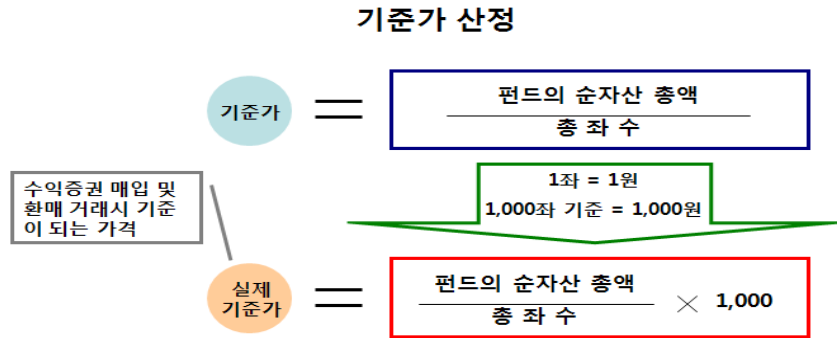 기준가 산정
기준가
펀드의 순자산 총액
총 좌 수
1좌 = 1원
1,000좌 기준 = 1,000원
수익증권 매입 및
환매 거래시 기준
이 되는 가격
실제
기준가
펀드의 순자산 총액
총 좌 수
× 1,000